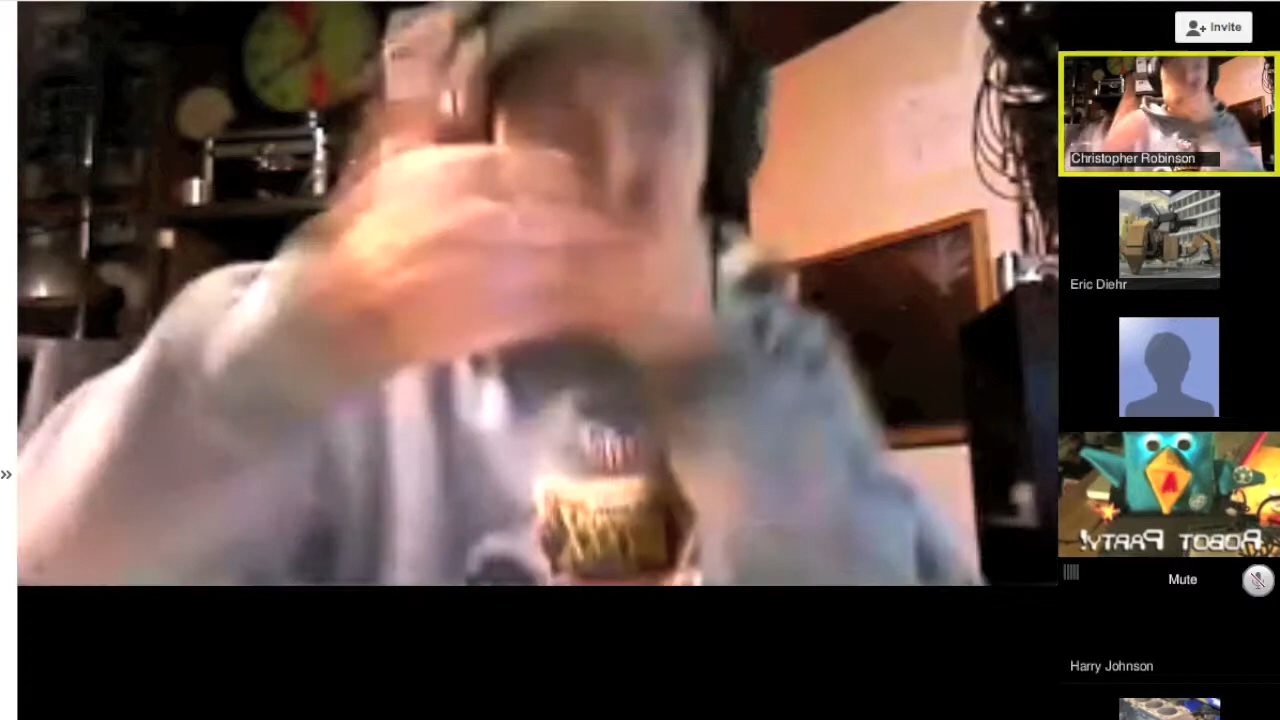 Invite
Christopher Robinson
Eric Diehr
A
ROBOT PARTY!
Mute
Harry Johnson